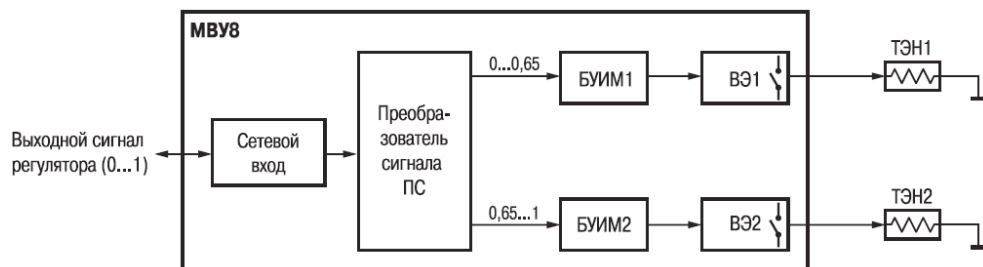 МВУ8
ТЭН1
0...0,65
БУИМ1
ВЭ1
Преобра-
зователь
сигнала
ПС
Выходной сигнал
регулятора (0...1)
Сетевой
вход
ТЭН2
0,65...1
БУИМ2
ВЭ2